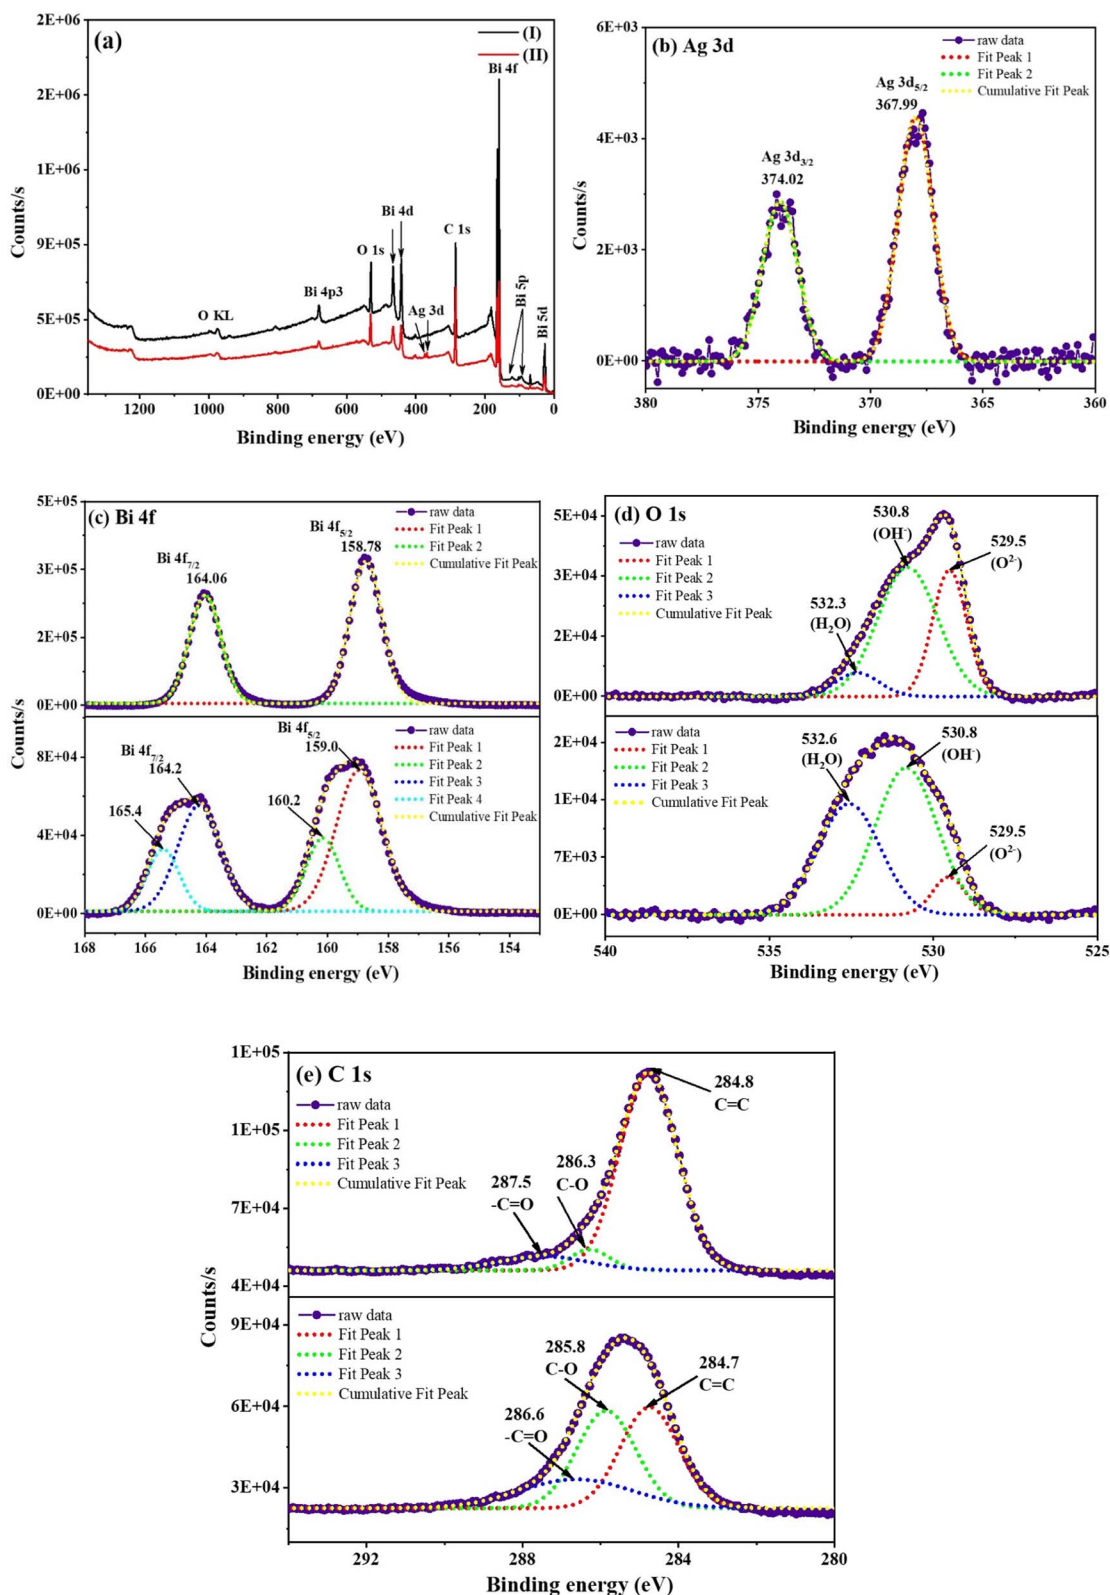 (a)
(I)
(II)
2E+06
2E+06
1E+06
9E+05
5E+05
0E+00
Counts/s
Bi 4f
Bi 4d
C 1s
O 1s
Bi 4p3
O KL
Ag 3d
Bi 5p
Bi 5d
1200
1000
800
600
400
200
0
Binding energy (eV)
(b) Ag 3d
raw data
Fit Peak 1
Fit Peak 2
Cumulative Fit Peak
6E+03
4E+03
2E+03
0E+00
Counts/s
Ag 3d5/2
367.99
Ag 3d3/2
374.02
380
375
370
365
360
Binding energy (eV)
(c) Bi 4f
raw data
Fit Peak 1
Fit Peak 2
Cumulative Fit Peak
5E+05
3E+05
2E+05
0E+00
Bi 4f5/2
158.78
Bi 4f7/2
164.06
Counts/s
raw data
Fit Peak 1
Fit Peak 2
Fit Peak 3
Fit Peak 4
Cumulative Fit Peak
8E+04
4E+04
0E+00
Bi 4f5/2
159.0
Bi 4f7/2
164.2
165.4
160.2
168
166
164
162
160
158
156
154
Binding energy (eV)
(d) O 1s
raw data
Fit Peak 1
Fit Peak 2
Fit Peak 3
Cumulative Fit Peak
5E+04
3E+04
2E+04
0E+00
530.8
(OH-)
529.5
(O2-)
532.3
(H2O)
raw data
Fit Peak 1
Fit Peak 2
Fit Peak 3
Cumulative Fit Peak
2E+04
1E+04
7E+03
0E+00
532.6
(H2O)
530.8
(OH-)
529.5
(O2-)
540
535
530
525
Binding energy (eV)
(e) C 1s
raw data
Fit Peak 1
Fit Peak 2
Fit Peak 3
Cumulative Fit Peak
1E+05
1E+05
7E+04
4E+04
284.8
C=C
286.3
C-O
287.5
-C=O
Counts/s
raw data
Fit Peak 1
Fit Peak 2
Fit Peak 3
Cumulative Fit Peak
9E+04
6E+04
3E+04
285.8
C-O
284.7
C=C
286.6
-C=O
292
288
284
280
Binding energy (eV)